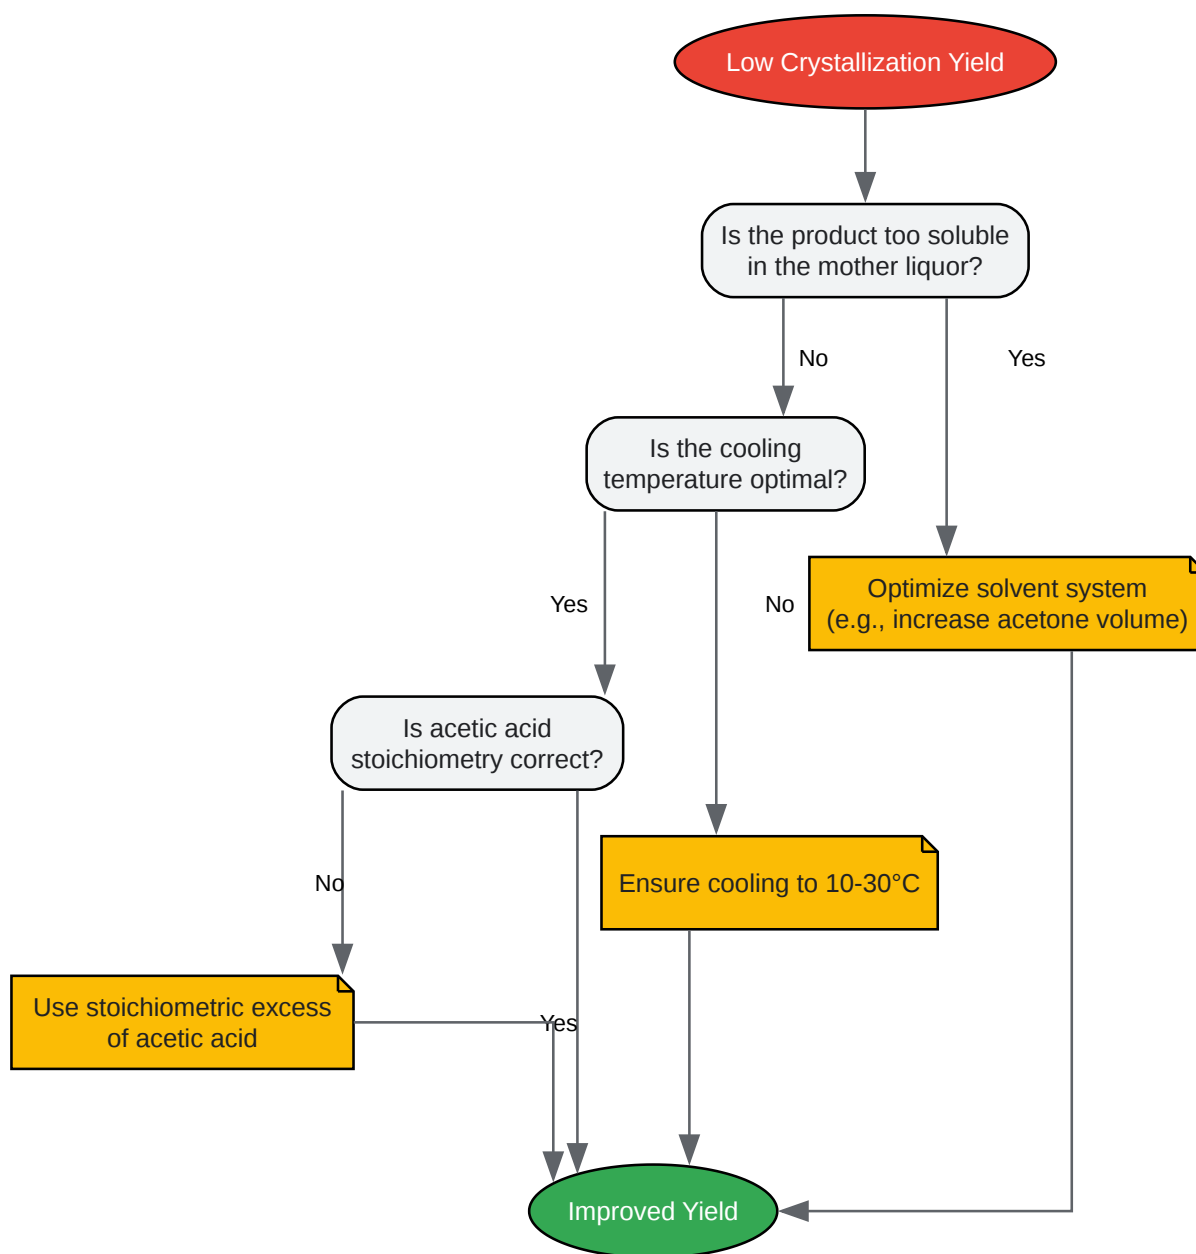 Low Crystallization Yield
Is the product too soluble
in the mother liquor?
No
Yes
Is the cooling
temperature optimal?
Yes
No
Optimize solvent system
(e.g., increase acetone volume)
Is acetic acid
stoichiometry correct?
No
Ensure cooling to 10-30°C
Use stoichiometric excess
of acetic acid
Yes
Improved Yield